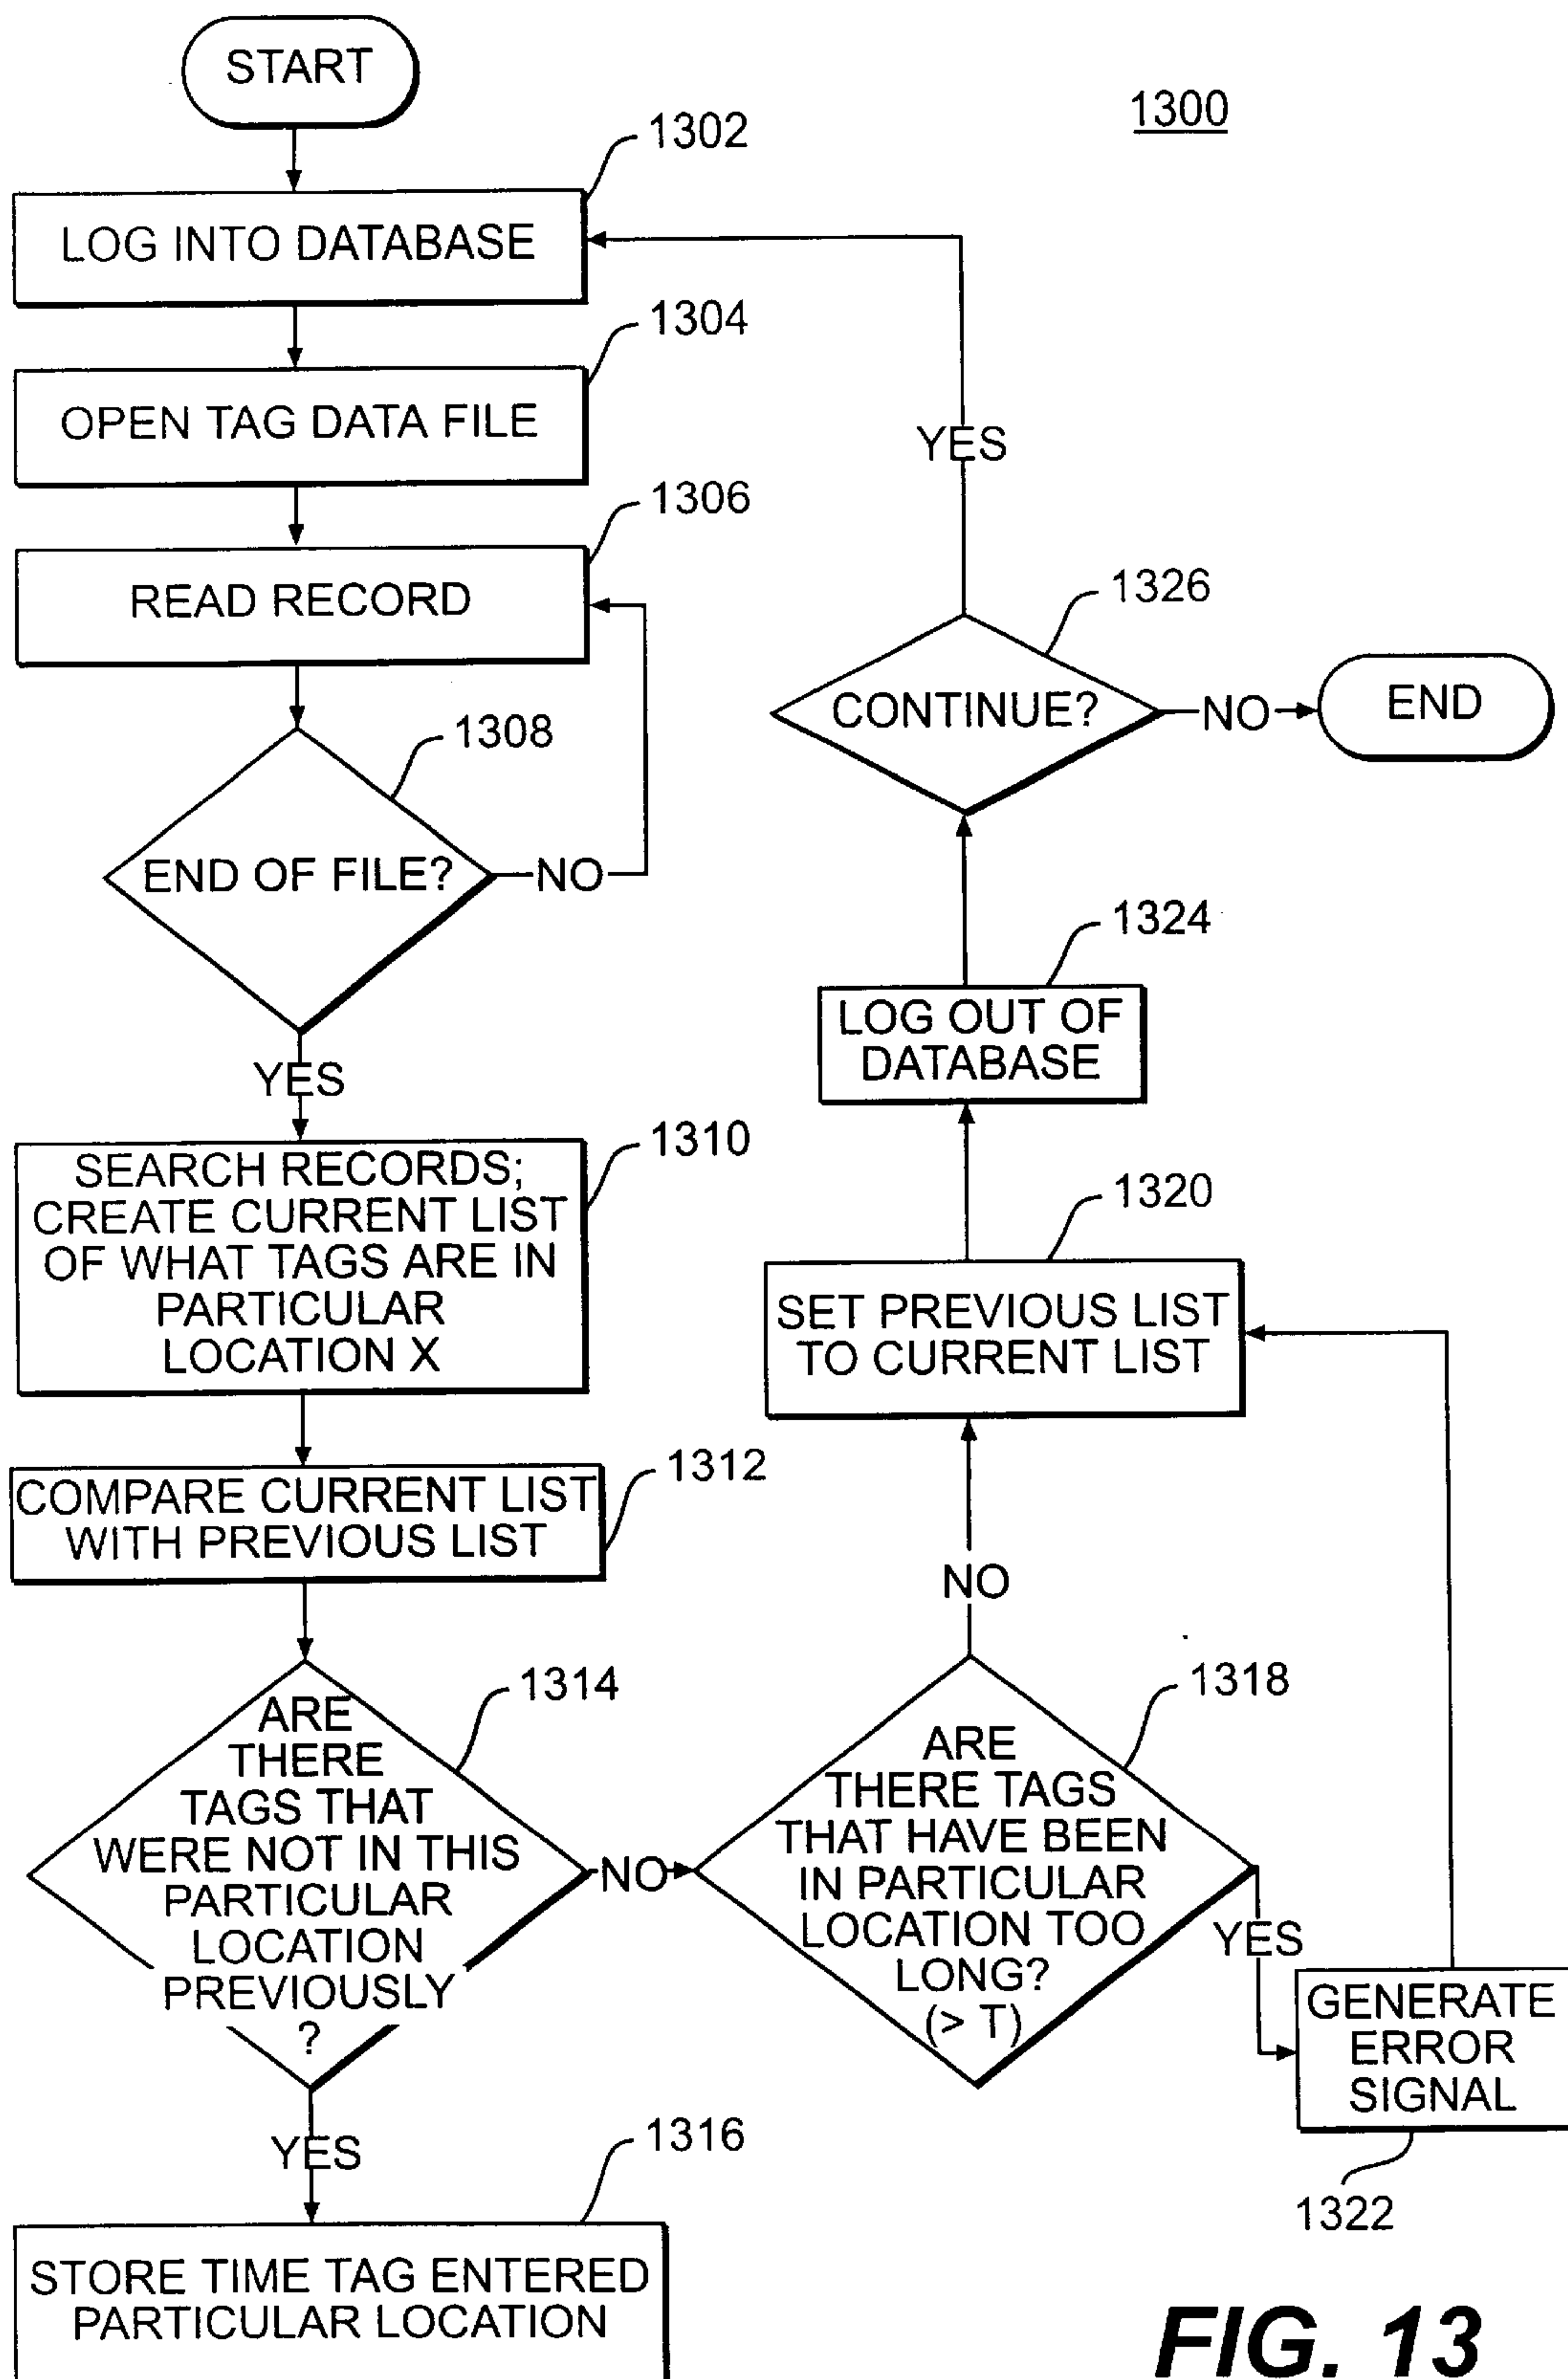 START
1300
1302
LOG INTO DATABASE
1304
OPEN TAG DATA FILE
1306
READ RECORD
1308
END OF FILE?
NO
YES
1310
SEARCH RECORDS;
CREATE CURRENT LIST
OF WHAT TAGS ARE IN
PARTICULAR
LOCATION X
1312
COMPARE CURRENT LIST
WITH PREVIOUS LIST
1314
ARE
THERE
TAGS THAT
WERE NOT IN THIS
PARTICULAR
LOCATION
PREVIOUSLY
?
NO
YES
1316
STORE TIME TAG ENTERED
PARTICULAR LOCATION
1318
ARE
THERE TAGS
THAT HAVE BEEN
IN PARTICULAR
LOCATION TOO
LONG?
(> T)
YES
GENERATE
ERROR
SIGNAL
1322
NO
1320
SET PREVIOUS LIST
TO CURRENT LIST
1324
LOG OUT OF
DATABASE
1326
CONTINUE?
NO
END
YES
FIG. 13